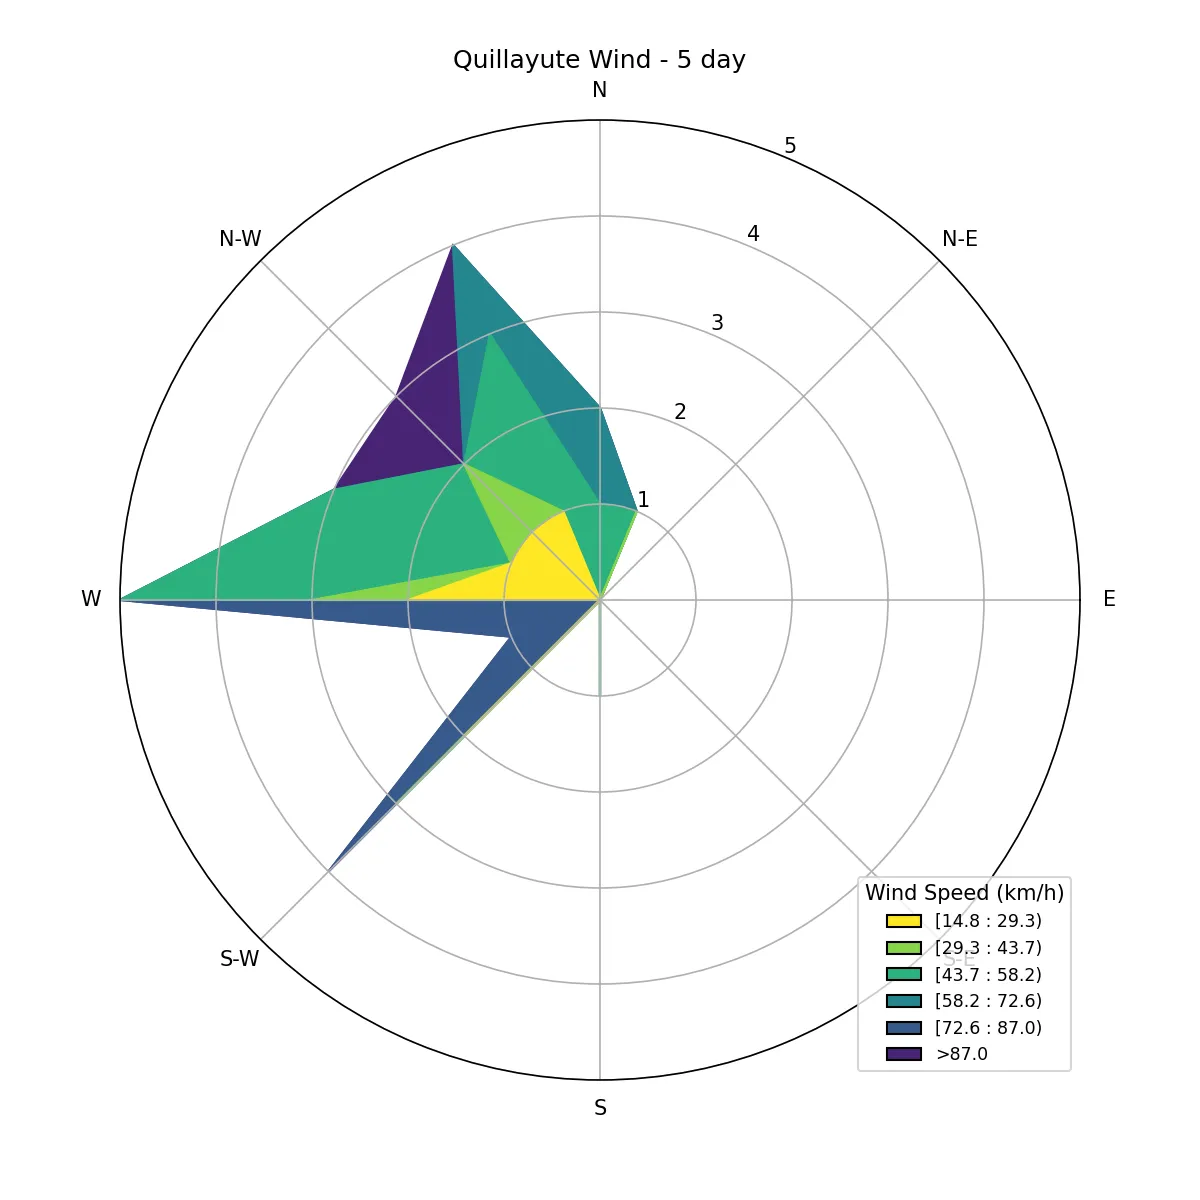 Quillayute Wind - 5 day
N
5
N-W
N-E
4
3
2
1
W
E
S-W
S-E
S
Wind Speed (km/h)
[14.8 : 29.3)
[29.3 : 43.7)
[43.7 : 58.2)
[58.2 : 72.6)
[72.6 : 87.0)
>87.0